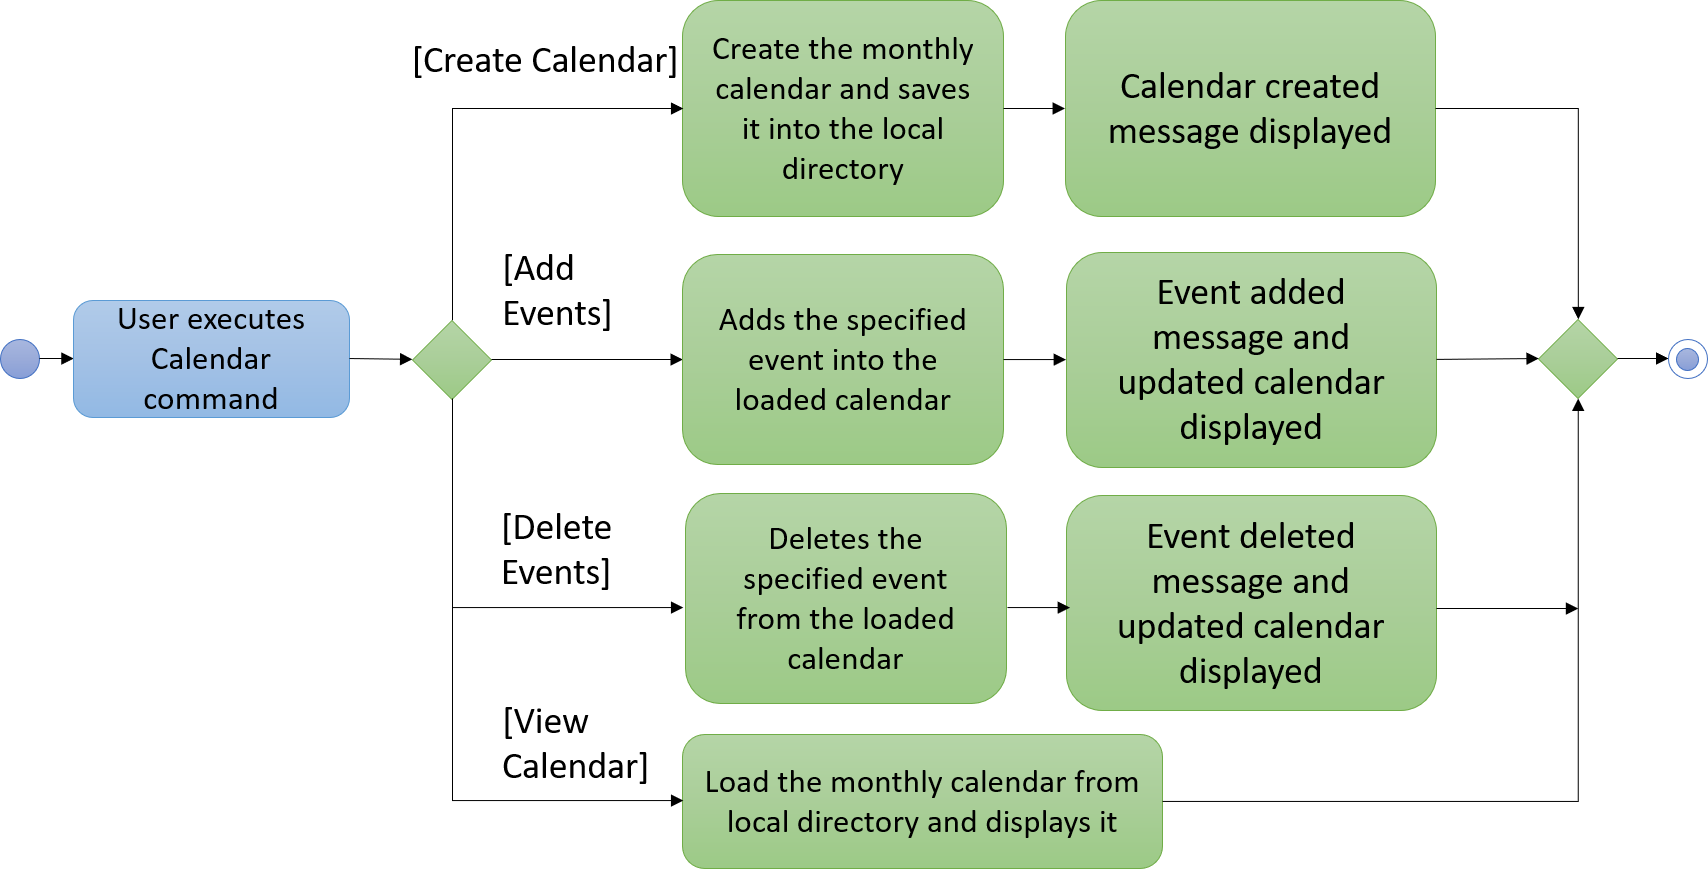 [Create Calendar]
Create the monthly
calendar and saves
it into the local
directory
Calendar created
message displayed
User executes
Calendar
command
[Add
Events]
Adds the specified
event into the
loaded calendar
Event added
message and
updated calendar
displayed
[Delete
Events]
Deletes the
specified event
from the loaded
calendar
Event deleted
message and
updated calendar
displayed
[View
Calendar]
Load the monthly calendar from
local directory and displays it